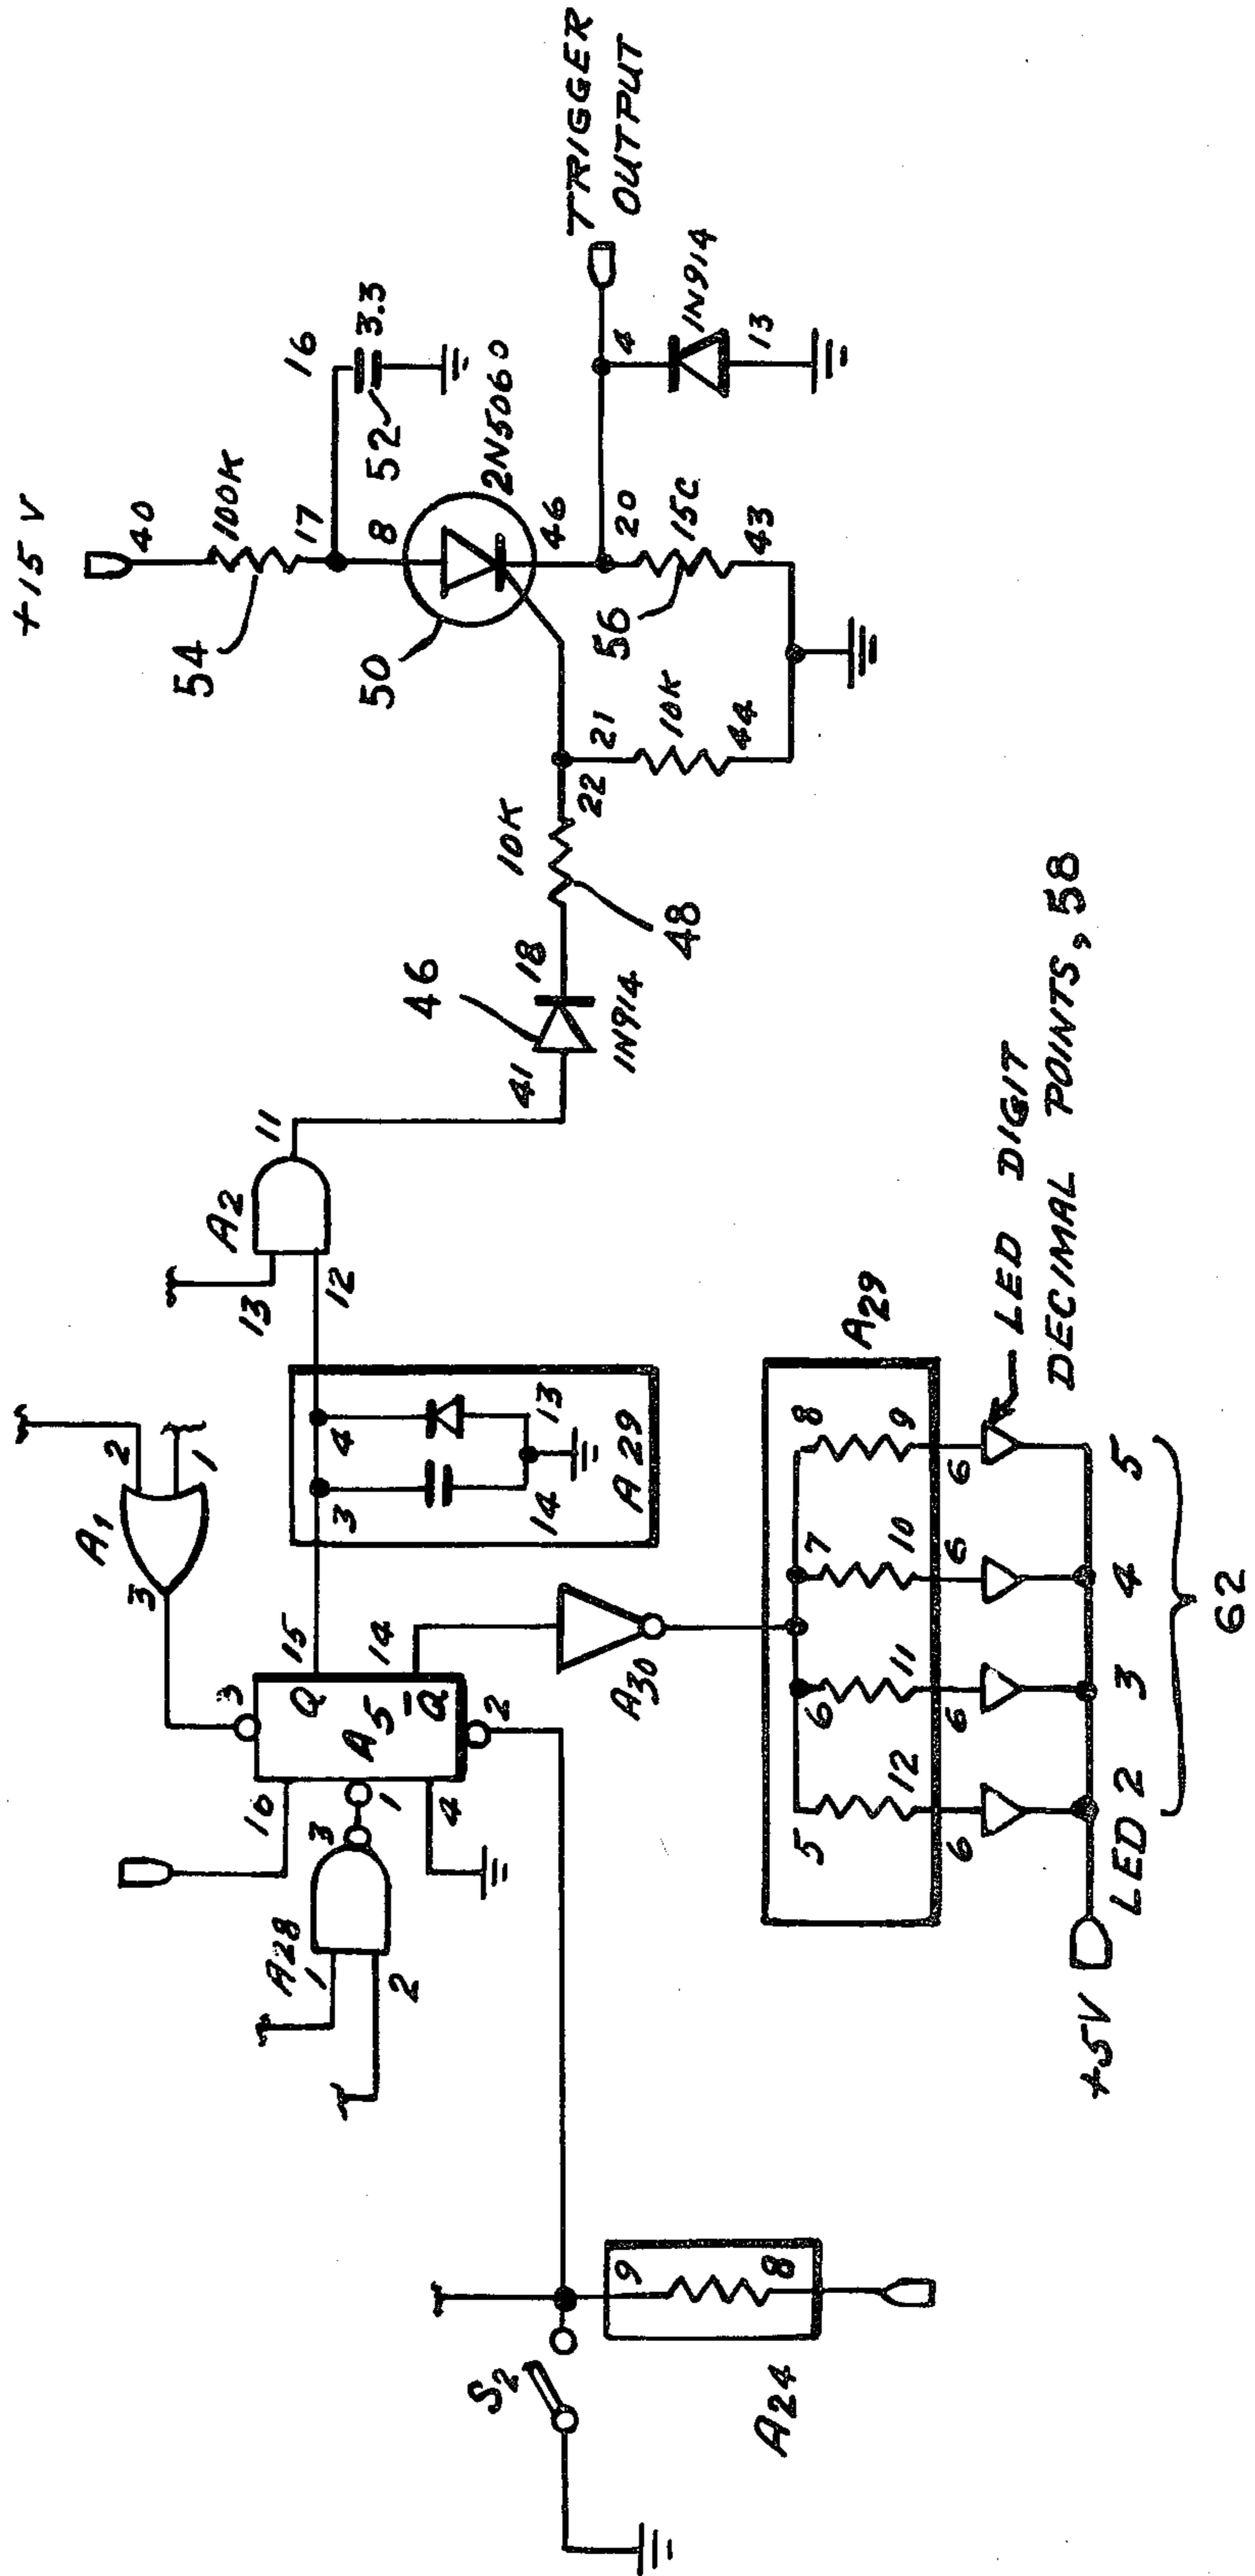 +15 V
40
100K
54
17
16
3.3
52
8
50
2N5060
46
TRIGGER
OUTPUT
20
4
1N914
13
56
15C
43
21
10K
44
22
10K
48
18
46
41
1N914
11
A2
13
12
2
1
A1
3
3
4
13
14
A 29
15
Q
14
Q̅
A5
3
2
10
1
4
3
A28
1
2
A30
S2
9
8
A24
A29
5
6
7
8
12
11
10
9
6
6
6
6
LED DIGIT
DECIMAL POINTS, 58
+5V
LED 2 3 4 5
62